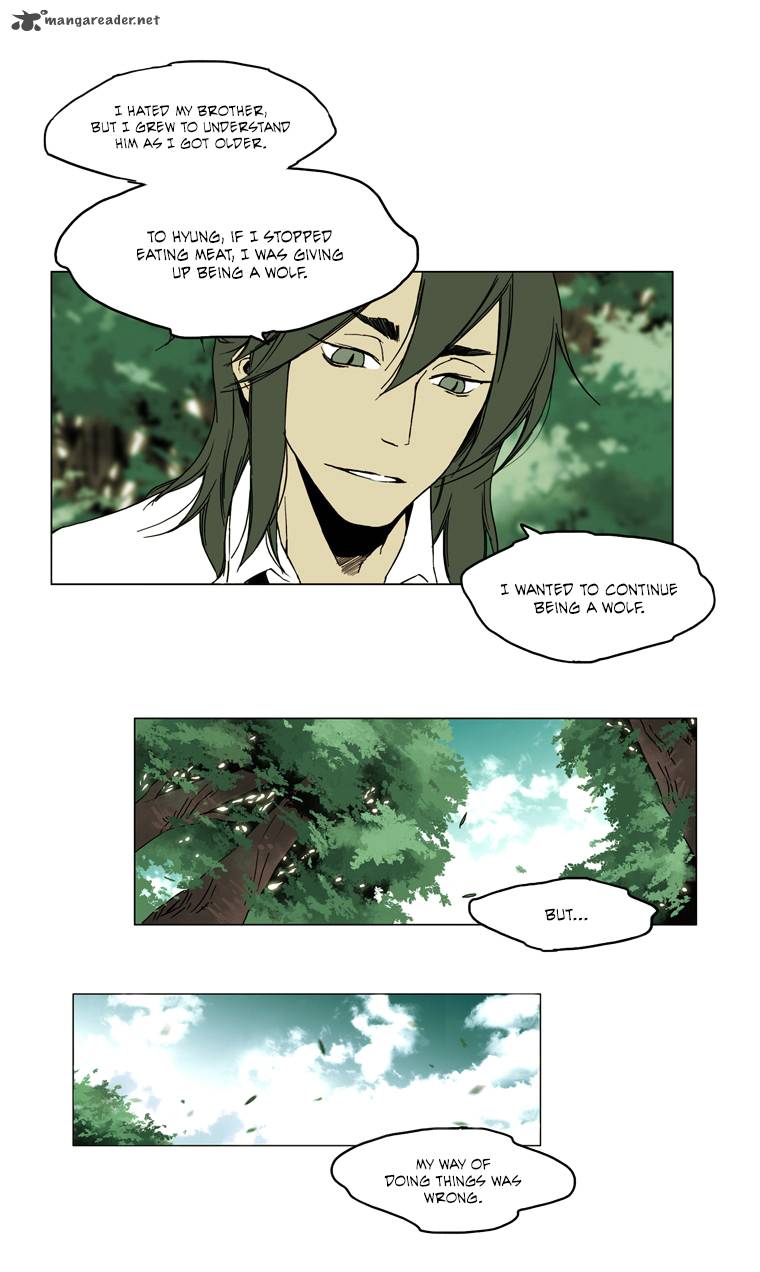 mangareader.net
I HATED MY BROTHER,
BUT I GREW TO UNDERSTAND
HIM AS I GOT OLDER.
TO HYUNG, IF I STOPPED
EATING MEAT, I WAS GIVING
UP BEING A WOLF.
I WANTED TO CONTINUE
BEING A WOLF.
BUT...
MY WAY OF
DOING THINGS WAS
WRONG.